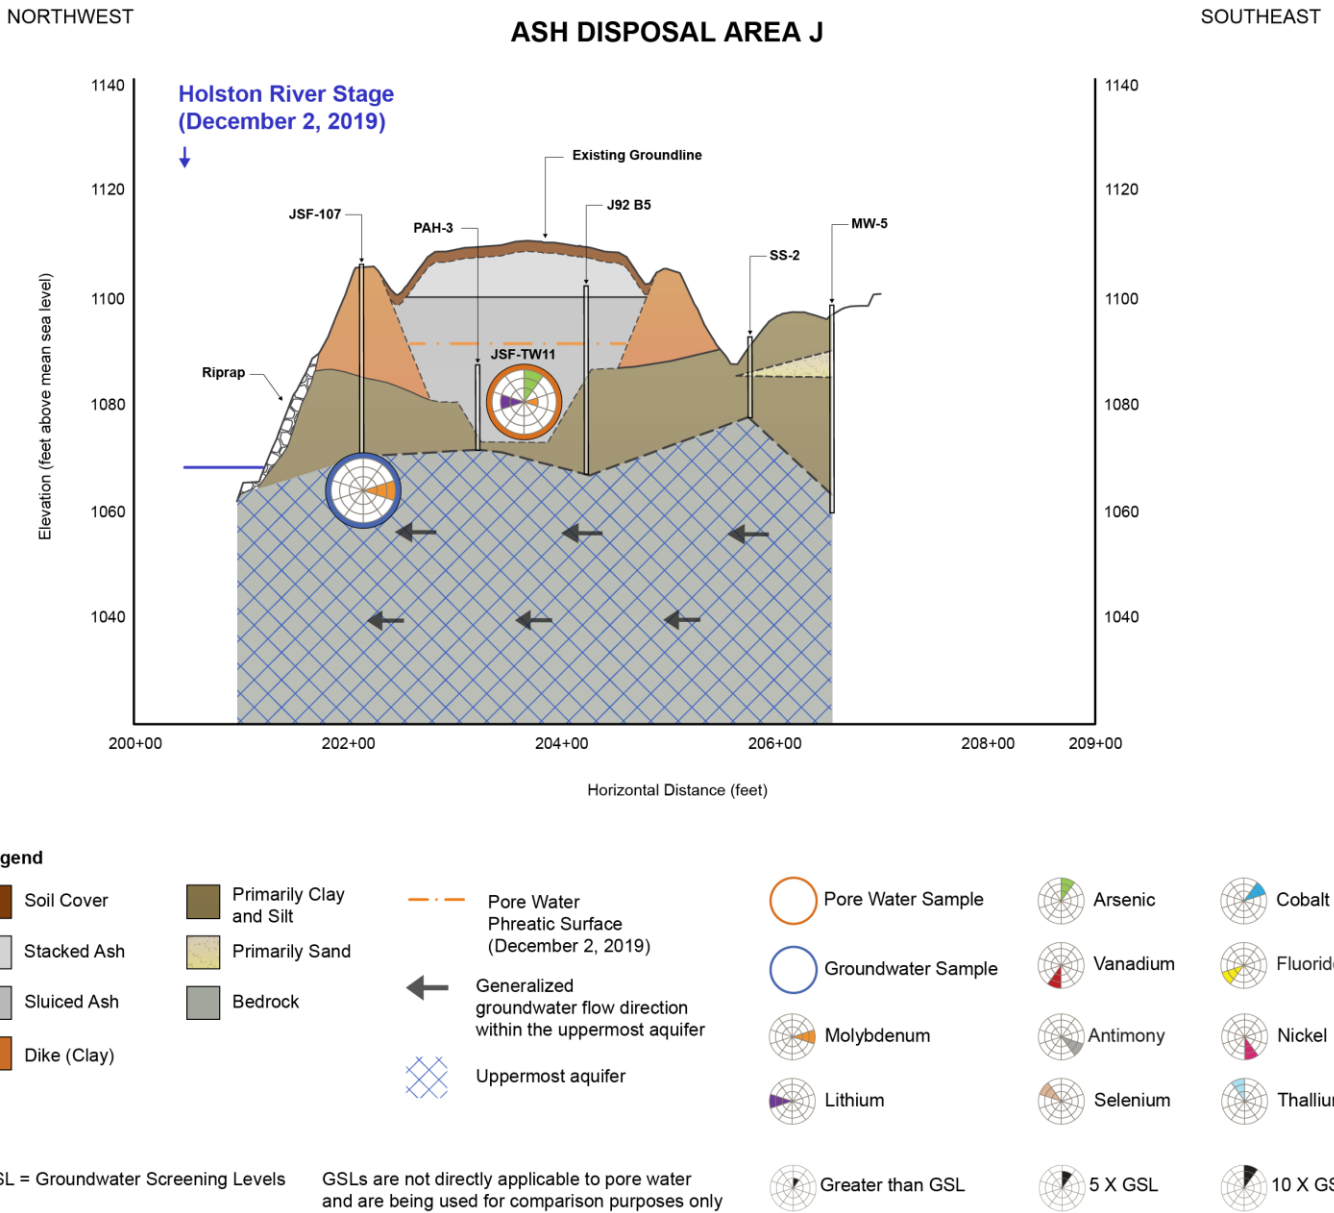 NORTHWEST
SOUTHEAST
ASH DISPOSAL AREA J
Holston River Stage
(December 2, 2019)
1140
1140
Existing Groundline
1120
1120
J92 B5
JSF-107
PAH-3
MW-5
SS-2
1100
1100
JSF-TW11
Riprap
1080
1080
1060
1060
1040
1040
Elevation (feet above mean sea level)
200+00
202+00
204+00
206+00
208+00
209+00
Horizontal Distance (feet)
gend
Soil Cover
Stacked Ash
Sluiced Ash
Dike (Clay)
Primarily Clay
and Silt
Primarily Sand
Bedrock
Pore Water
Phreatic Surface
(December 2, 2019)
Generalized
groundwater flow direction
within the uppermost aquifer
Uppermost aquifer
Pore Water Sample
Groundwater Sample
Molybdenum
Lithium
Arsenic
Vanadium
Antimony
Selenium
Cobalt
Fluoride
Nickel
Thallium
SL = Groundwater Screening Levels
GSLs are not directly applicable to pore water
and are being used for comparison purposes only
Greater than GSL
5 X GSL
10 X GS